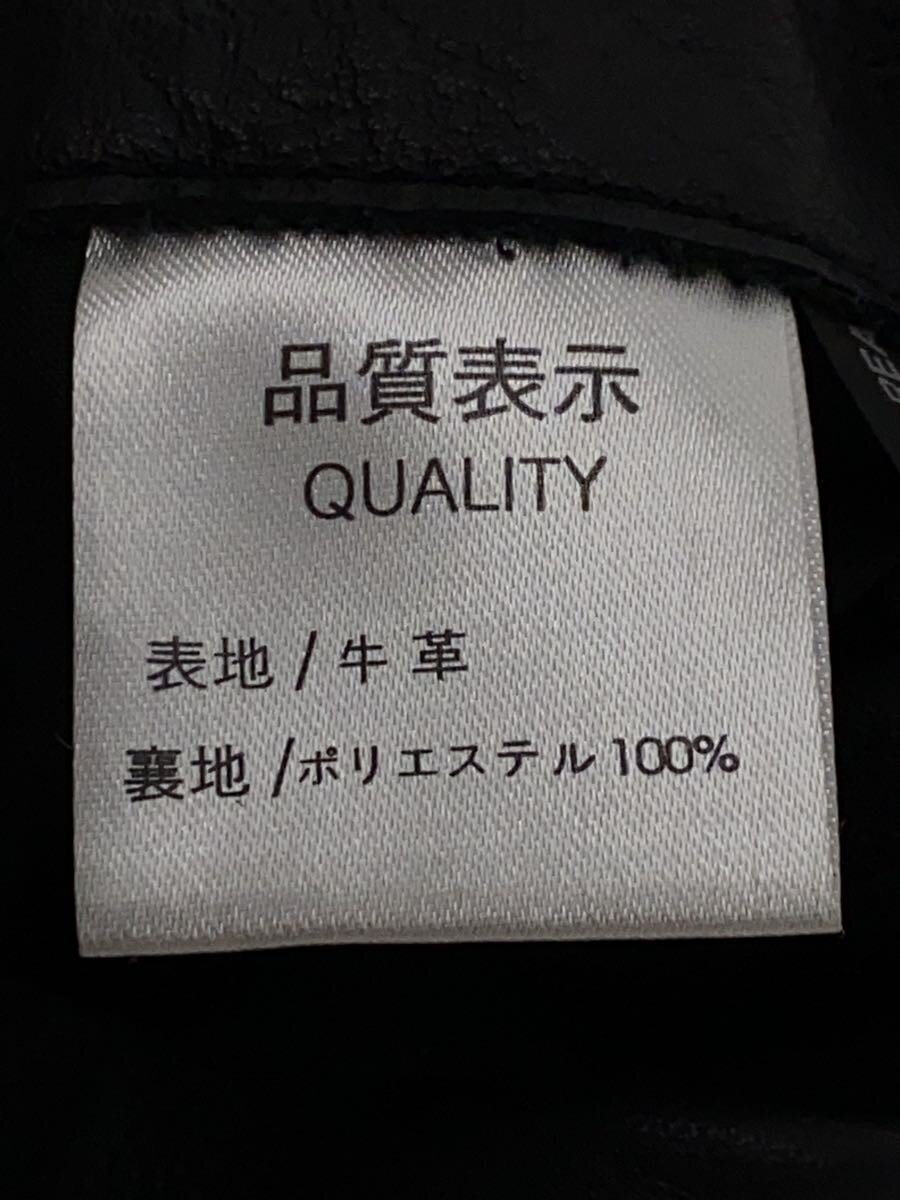 品質表示
QUALITY
表地 / 牛 革
裏地 /ポリエステル 100%